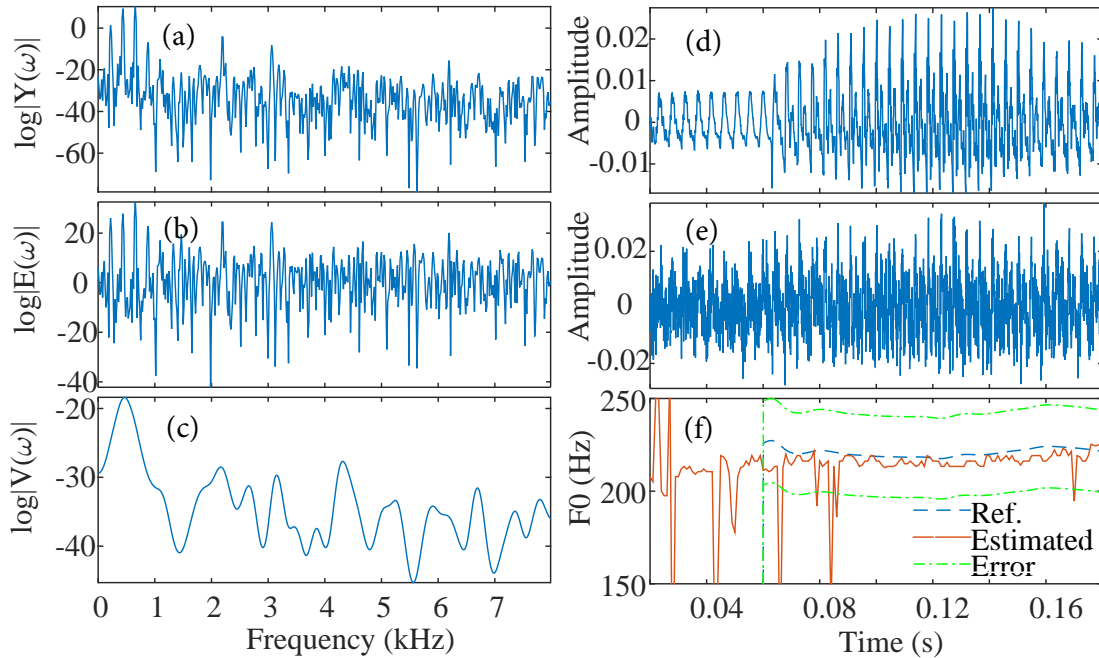 (a)
log|Y(ω)|
0
-20
-40
-60
(b)
log|E(ω)|
20
0
-20
-40
(c)
log|V(ω)|
-20
-30
-40
0 1 2 3 4 5 6 7
Frequency (kHz)
(d)
Amplitude
0.02
0.01
0
-0.01
(e)
Amplitude
0.02
0
-0.02
(f)
F0 (Hz)
250
200
150
Ref.
Estimated
Error
0.04 0.08 0.12 0.16
Time (s)